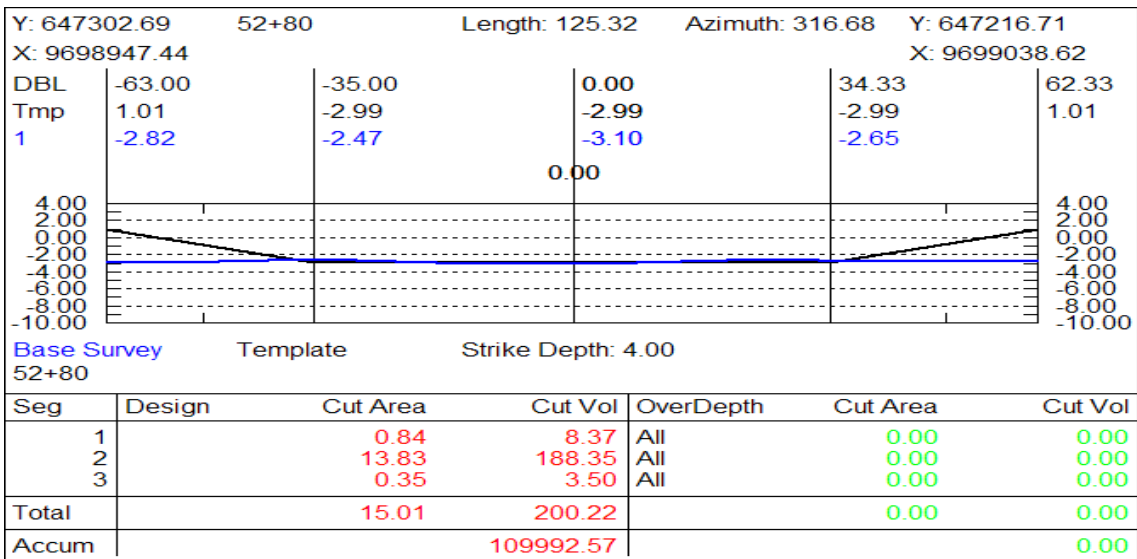 Y: 647302.69 52+80 Length: 125.32 Azimuth: 316.68 Y: 647216.71
X: 9698947.44 X: 9699038.62
DBL -63.00 -35.00 0.00 34.33 62.33
Tmp 1.01 -2.99 -2.99 -2.99 1.01
1 -2.82 -2.47 -3.10 -2.65
0.00
4.00 4.00
2.00 2.00
0.00 0.00
-2.00 -2.00
-4.00 -4.00
-6.00 -6.00
-8.00 -8.00
-10.00 -10.00
Base Survey Template Strike Depth: 4.00
52+80
Seg Design Cut Area Cut Vol OverDepth Cut Area Cut Vol
1 0.84 8.37 All 0.00 0.00
2 13.83 188.35 All 0.00 0.00
3 0.35 3.50 All 0.00 0.00
Total 15.01 200.22 0.00 0.00
Accum 109992.57 0.00